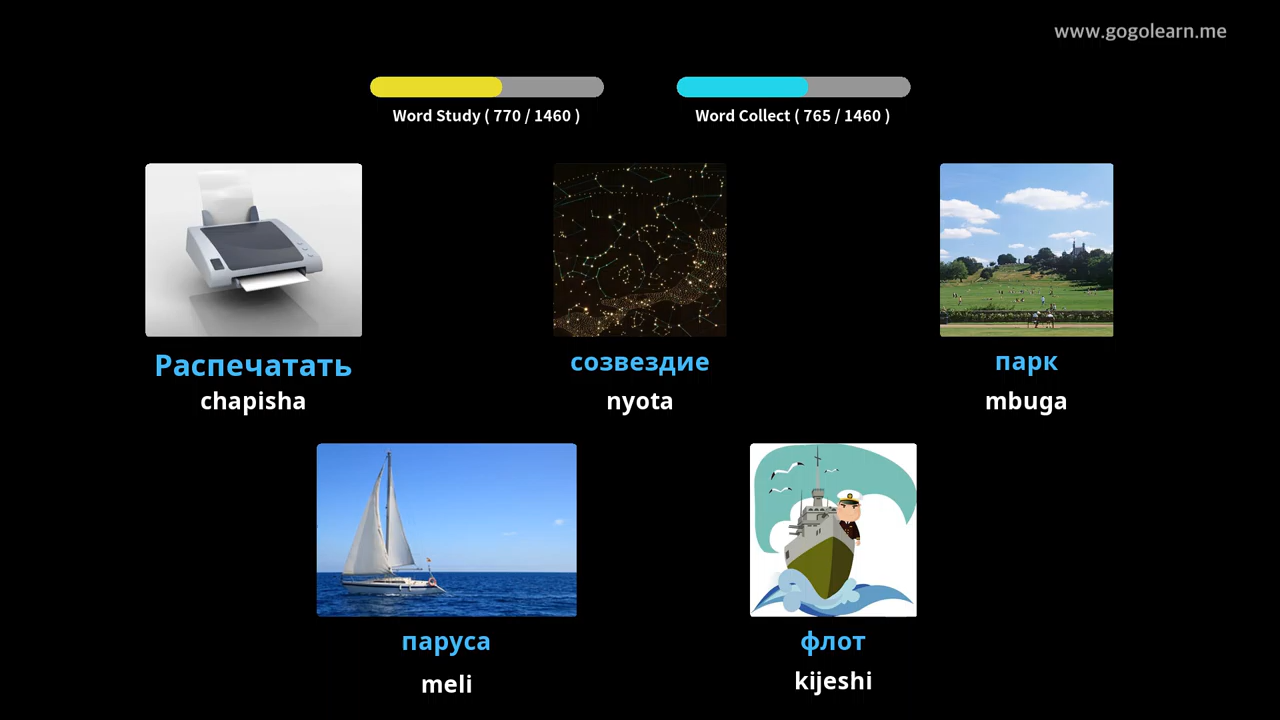 www.gogolearn.me
Word Study ( 770 / 1460 )
Word Collect ( 765 / 1460 )
Распечатать
chapisha
созвездие
nyota
парк
mbuga
паруса
meli
флот
kijeshi